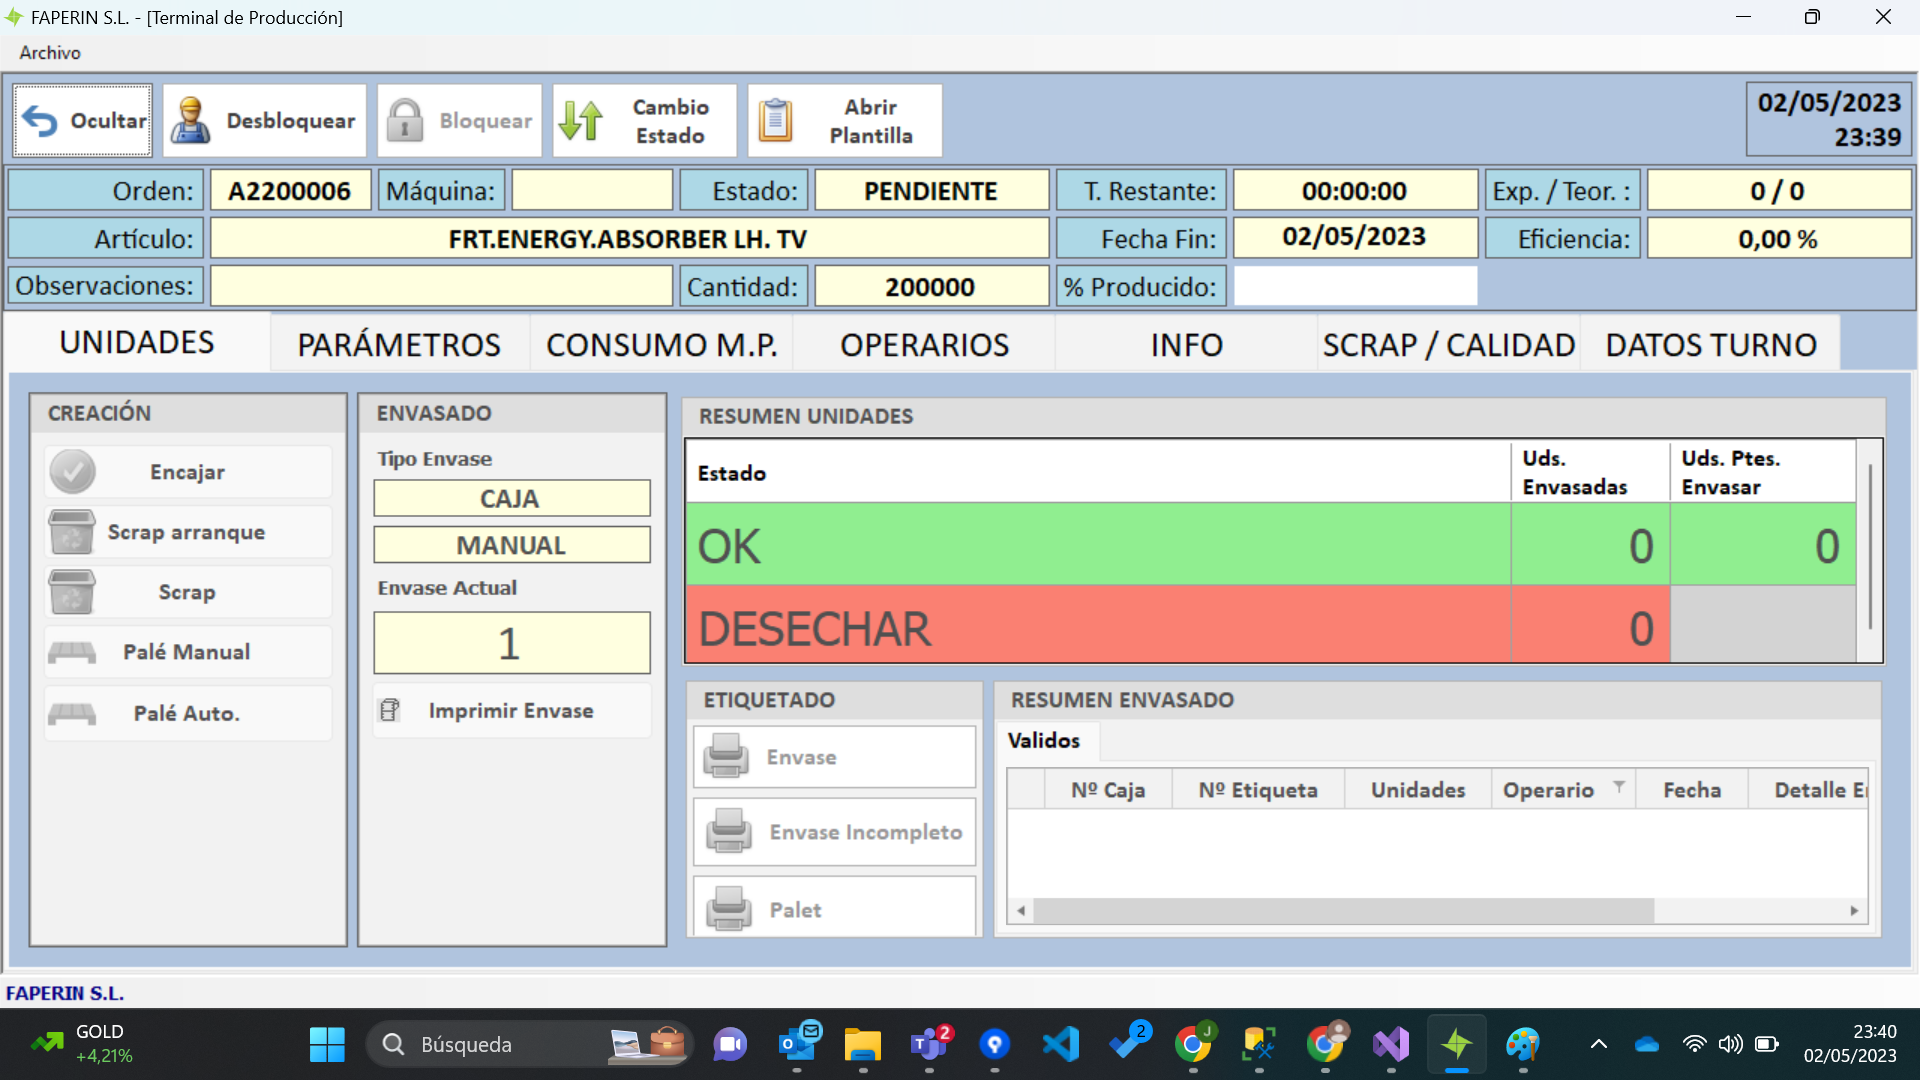 FAPERIN S.L. - [Terminal de Producción]
Archivo
Ocultar
Desbloquear
Bloquear
Cambio
Estado
Abrir
Plantilla
02/05/2023
23:39
Orden: A2200006 Máquina: Estado: PENDIENTE T. Restante: 00:00:00 Exp. / Teor. : 0 / 0
Artículo: FRT.ENERGY.ABSORBER LH. TV Fecha Fin: 02/05/2023 Eficiencia: 0,00 %
Observaciones: Cantidad: 200000 % Producido:
UNIDADES PARÁMETROS CONSUMO M.P. OPERARIOS INFO SCRAP / CALIDAD DATOS TURNO
CREACIÓN
Encajar
Scrap arranque
Scrap
Palé Manual
Palé Auto.
ENVASADO
Tipo Envase
CAJA
MANUAL
Envase Actual
1
Imprimir Envase
RESUMEN UNIDADES
Estado
Uds.
Envasadas
Uds. Ptes.
Envasar
OK 0 0
DESECHAR 0
ETIQUETADO
Envase
Envase Incompleto
Palet
RESUMEN ENVASADO
Validos
Nº Caja Nº Etiqueta Unidades Operario Fecha Detalle E
FAPERIN S.L.
GOLD
+4,21%
Búsqueda
2
2
J
23:40
02/05/2023